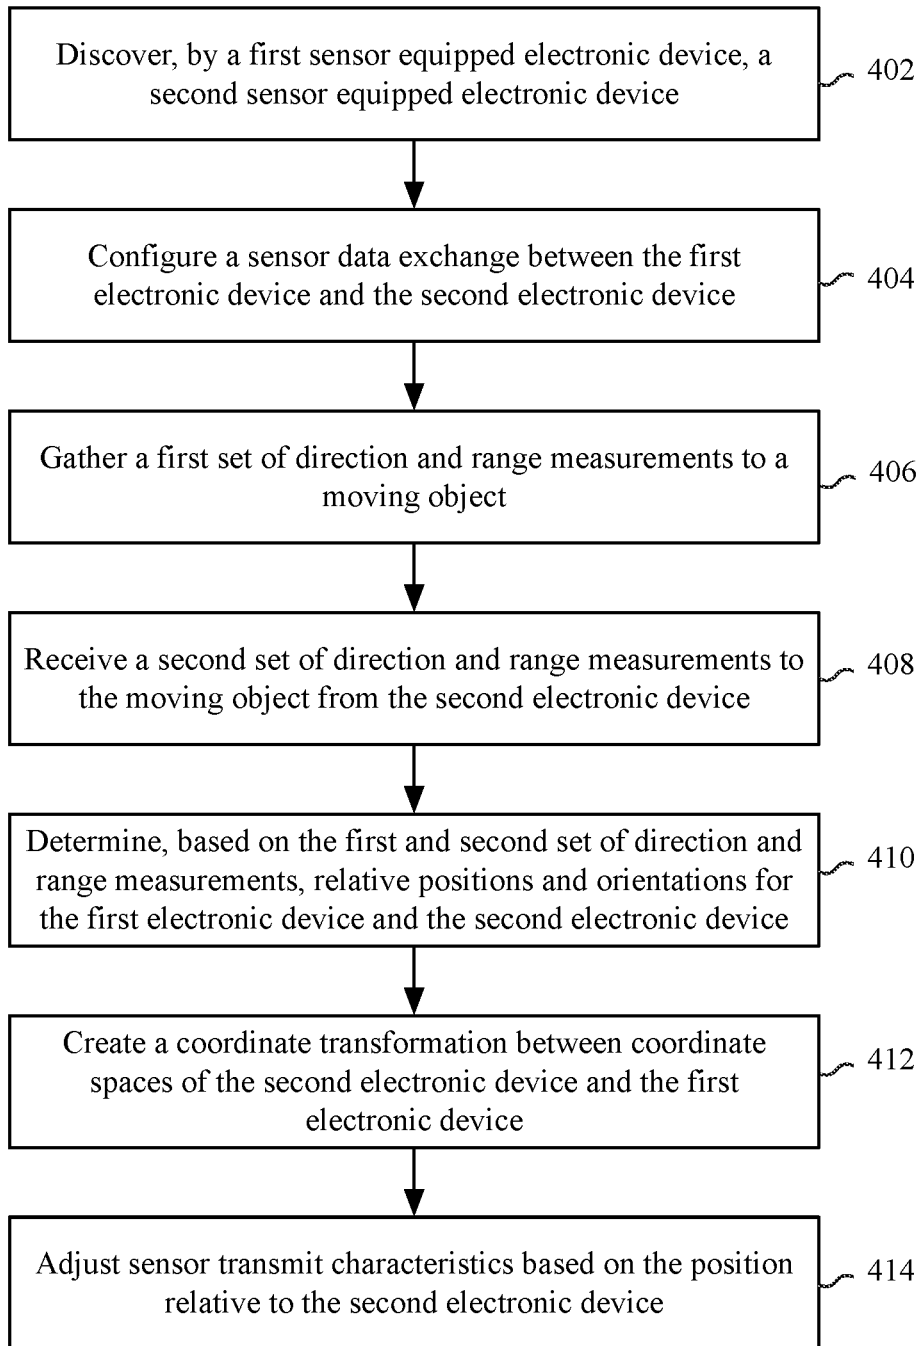 Discover, by a first sensor equipped electronic device, a
second sensor equipped electronic device
402
Configure a sensor data exchange between the first
electronic device and the second electronic device
404
Gather a first set of direction and range measurements to a
moving object
406
Receive a second set of direction and range measurements to
the moving object from the second electronic device
408
Determine, based on the first and second set of direction and
range measurements, relative positions and orientations for
the first electronic device and the second electronic device
410
Create a coordinate transformation between coordinate
spaces of the second electronic device and the first
electronic device
412
Adjust sensor transmit characteristics based on the position
relative to the second electronic device
414